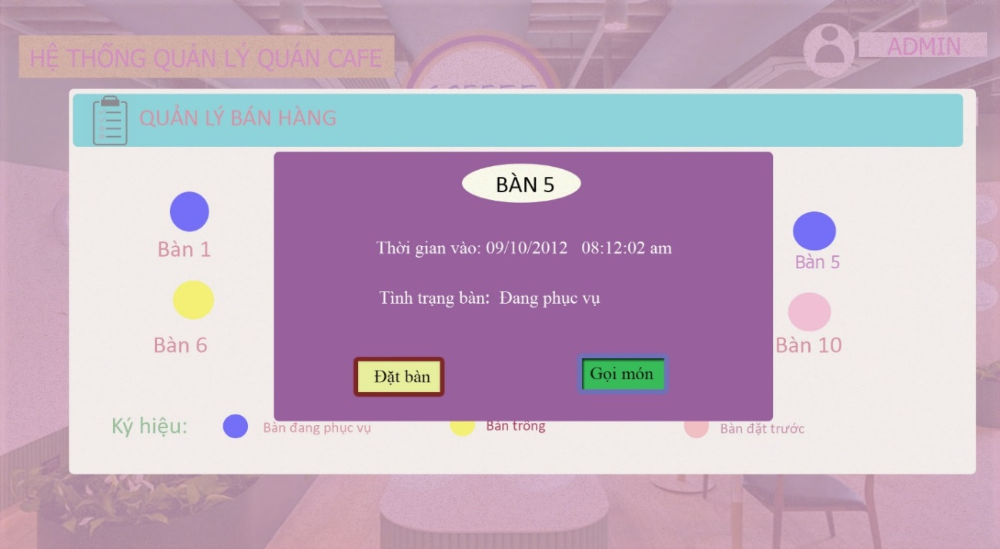 HỆ THỐNG QUẢN LÝ QUÁN CAFE
ADMIN
QUẢN LÝ BÁN HÀNG
BÀN 5
Thời gian vào: 09/10/2012 08:12:02 am
Tình trạng bàn: Đang phục vụ
Đặt bàn
Gọi món
Bàn 1
Bàn 5
Bàn 6
Bàn 10
Ký hiệu:
Bàn đang phục vụ
Bàn trống
Bàn đặt trước